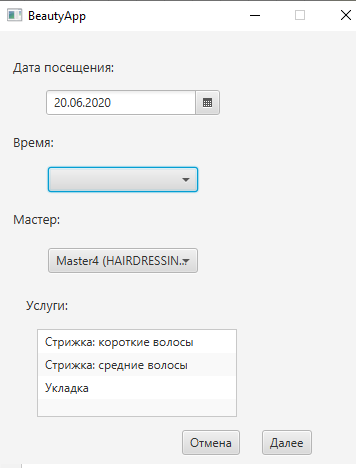 BeautyApp
Дата посещения:
20.06.2020
Время:
Мастер:
Master4 (HAIRDRESSIN...
Услуги:
Стрижка: короткие волосы
Стрижка: средние волосы
Укладка
Отмена Далее